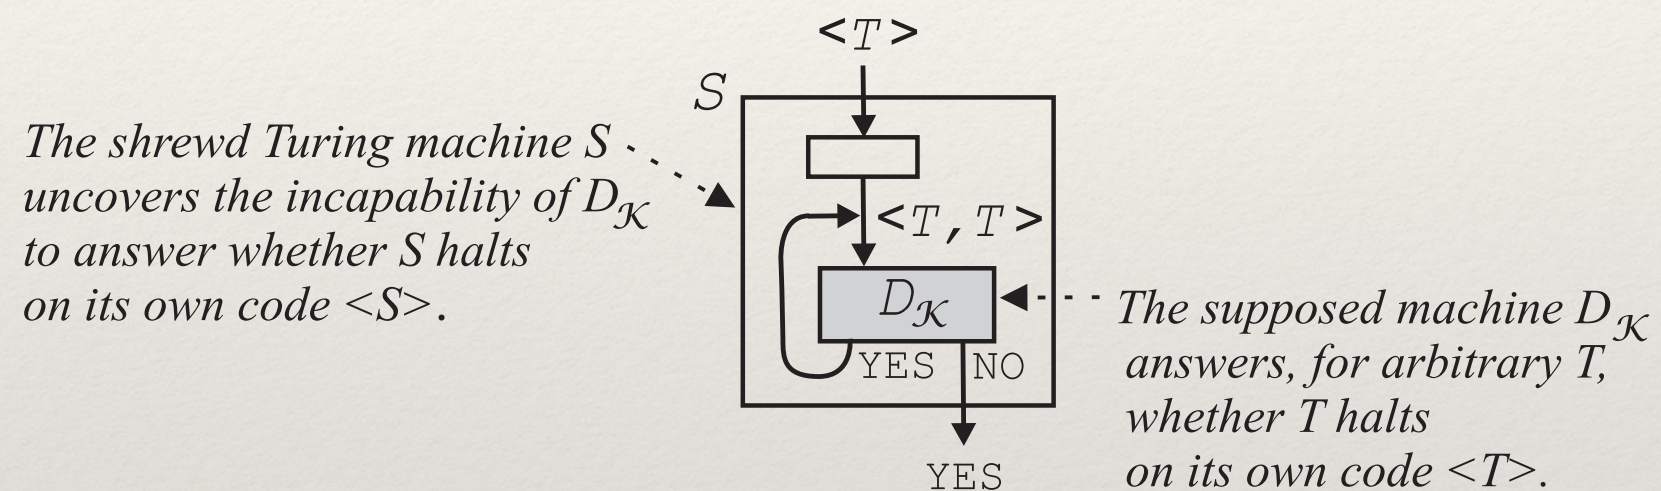 <T>
S
The shrewd Turing machine S
uncovers the incapability of D𝒦
to answer whether S halts
on its own code <S>.
<T,T>
D𝒦
YES NO
YES
The supposed machine D𝒦
answers, for arbitrary T,
whether T halts
on its own code <T>.